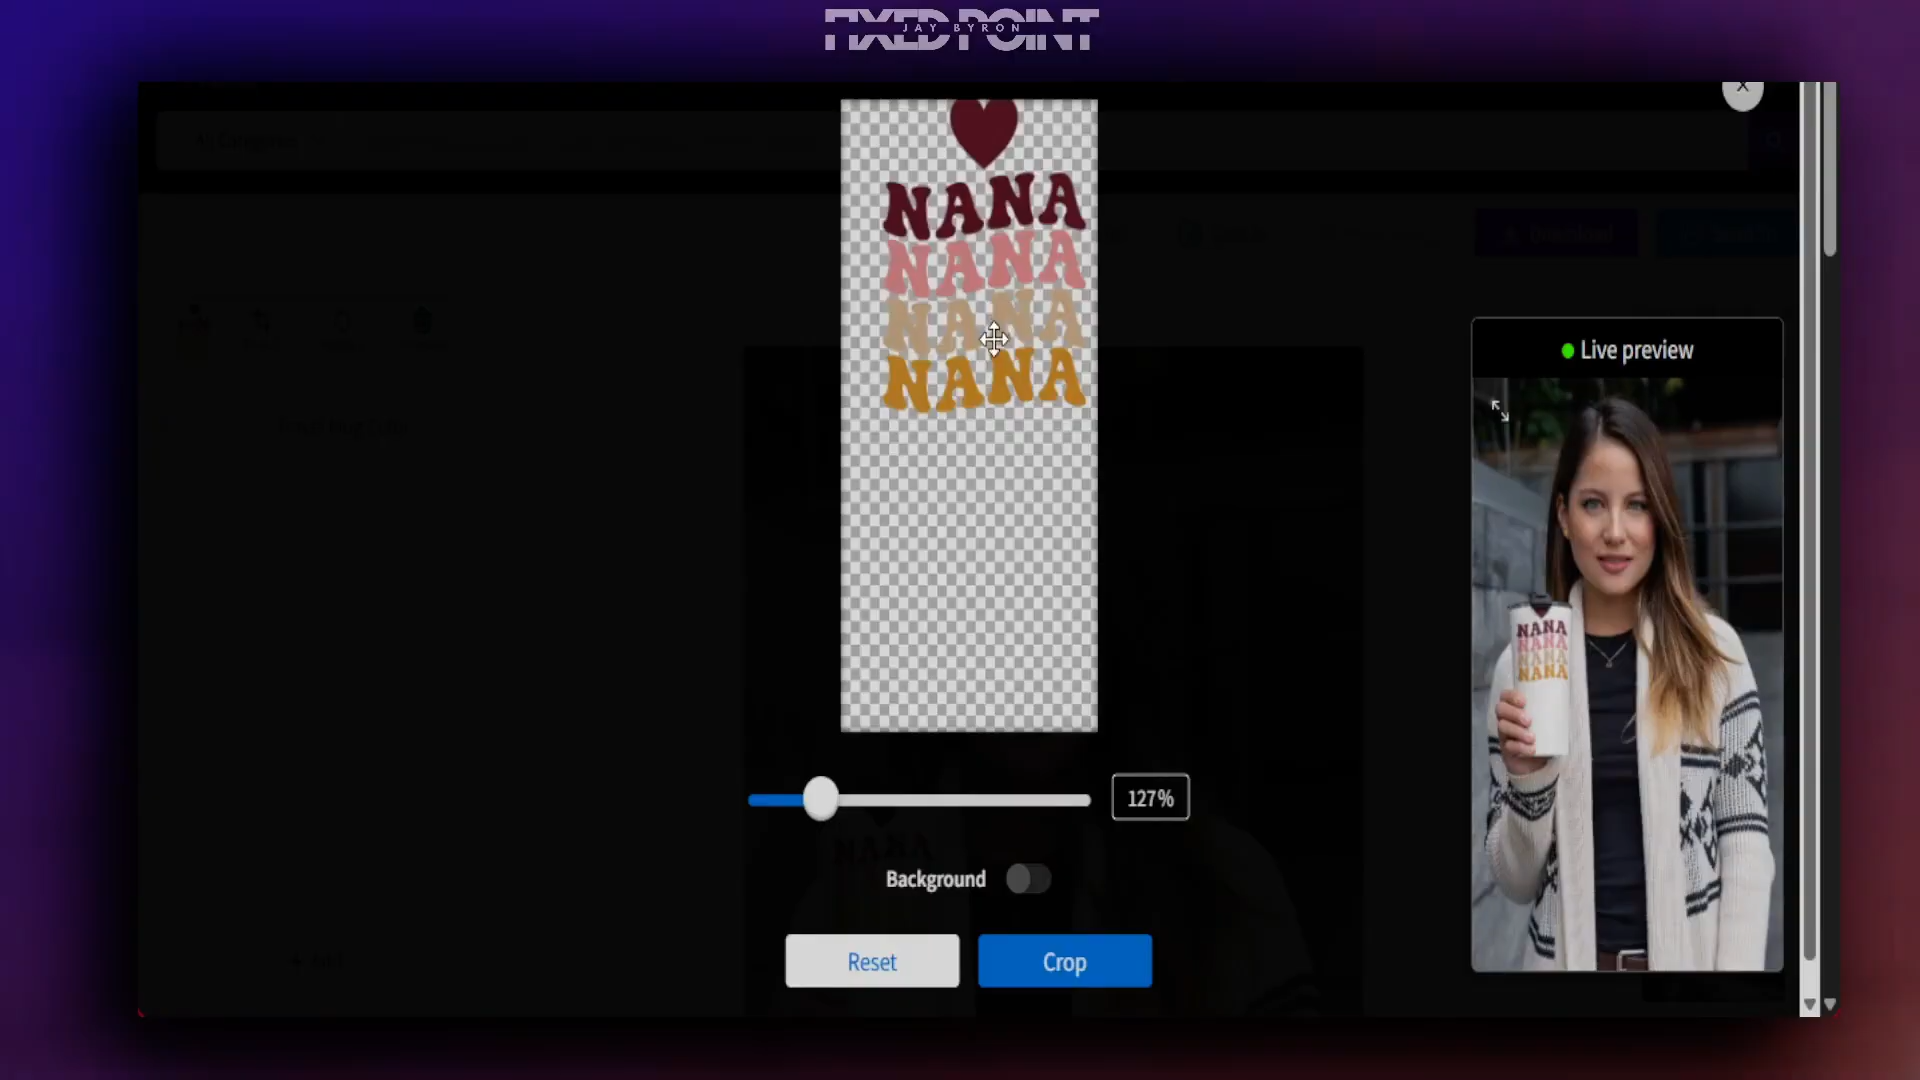 FIXED POINT
JAY BYRON
NANA
NANA
NANA
NANA
Live preview
NANA
NANA
NANA
NANA
127%
Background
Reset
Crop